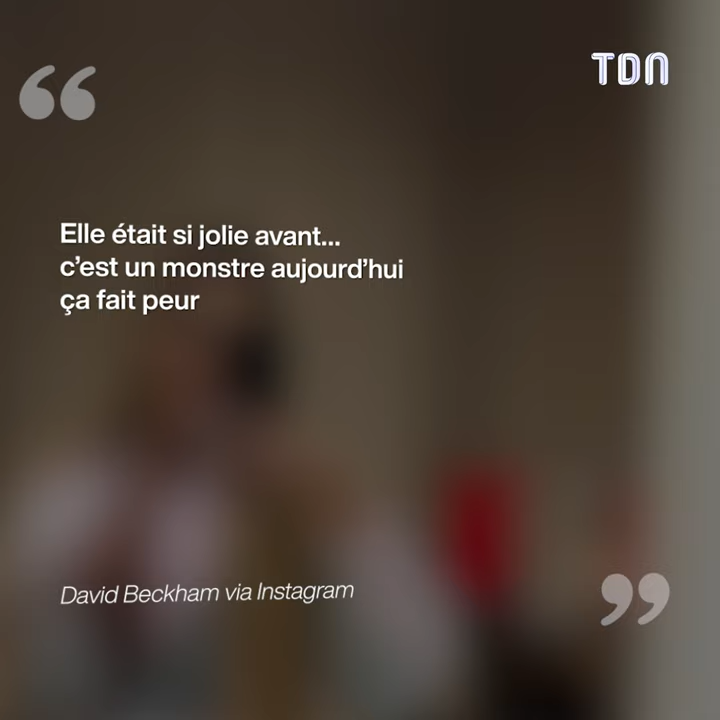 TDN
Elle était si jolie avant...
c’est un monstre aujourd’hui
ça fait peur
David Beckham via Instagram